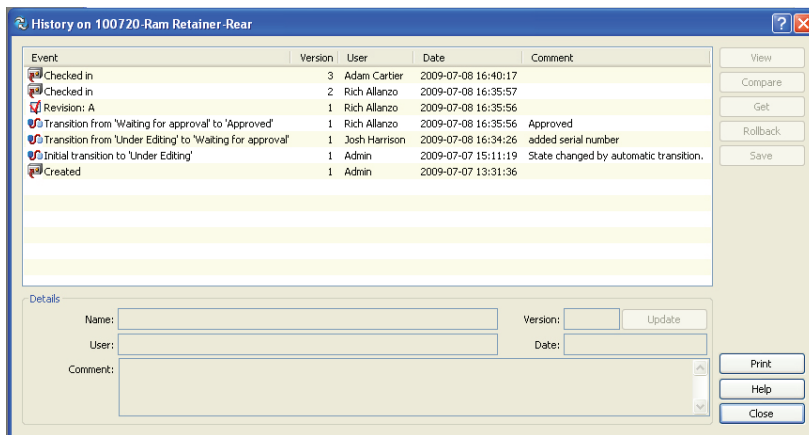 History on 100720-Ram Retainer-Rear
Event Version User Date Comment
Checked in 3 Adam Cartier 2009-07-08 16:40:17
Checked in 2 Rich Allanzo 2009-07-08 16:35:57
Revision: A 1 Rich Allanzo 2009-07-08 16:35:56
Transition from 'Waiting for approval' to 'Approved' 1 Rich Allanzo 2009-07-08 16:35:56 Approved
Transition from 'Under Editing' to 'Waiting for approval' 1 Josh Harrison 2009-07-08 16:34:26 added serial number
Initial transition to 'Under Editing' 1 Admin 2009-07-07 15:11:19 State changed by automatic transition.
Created 1 Admin 2009-07-07 13:31:36
View
Compare
Get
Rollback
Save
Details
Name: Version: Update
User: Date:
Comment:
Print
Help
Close